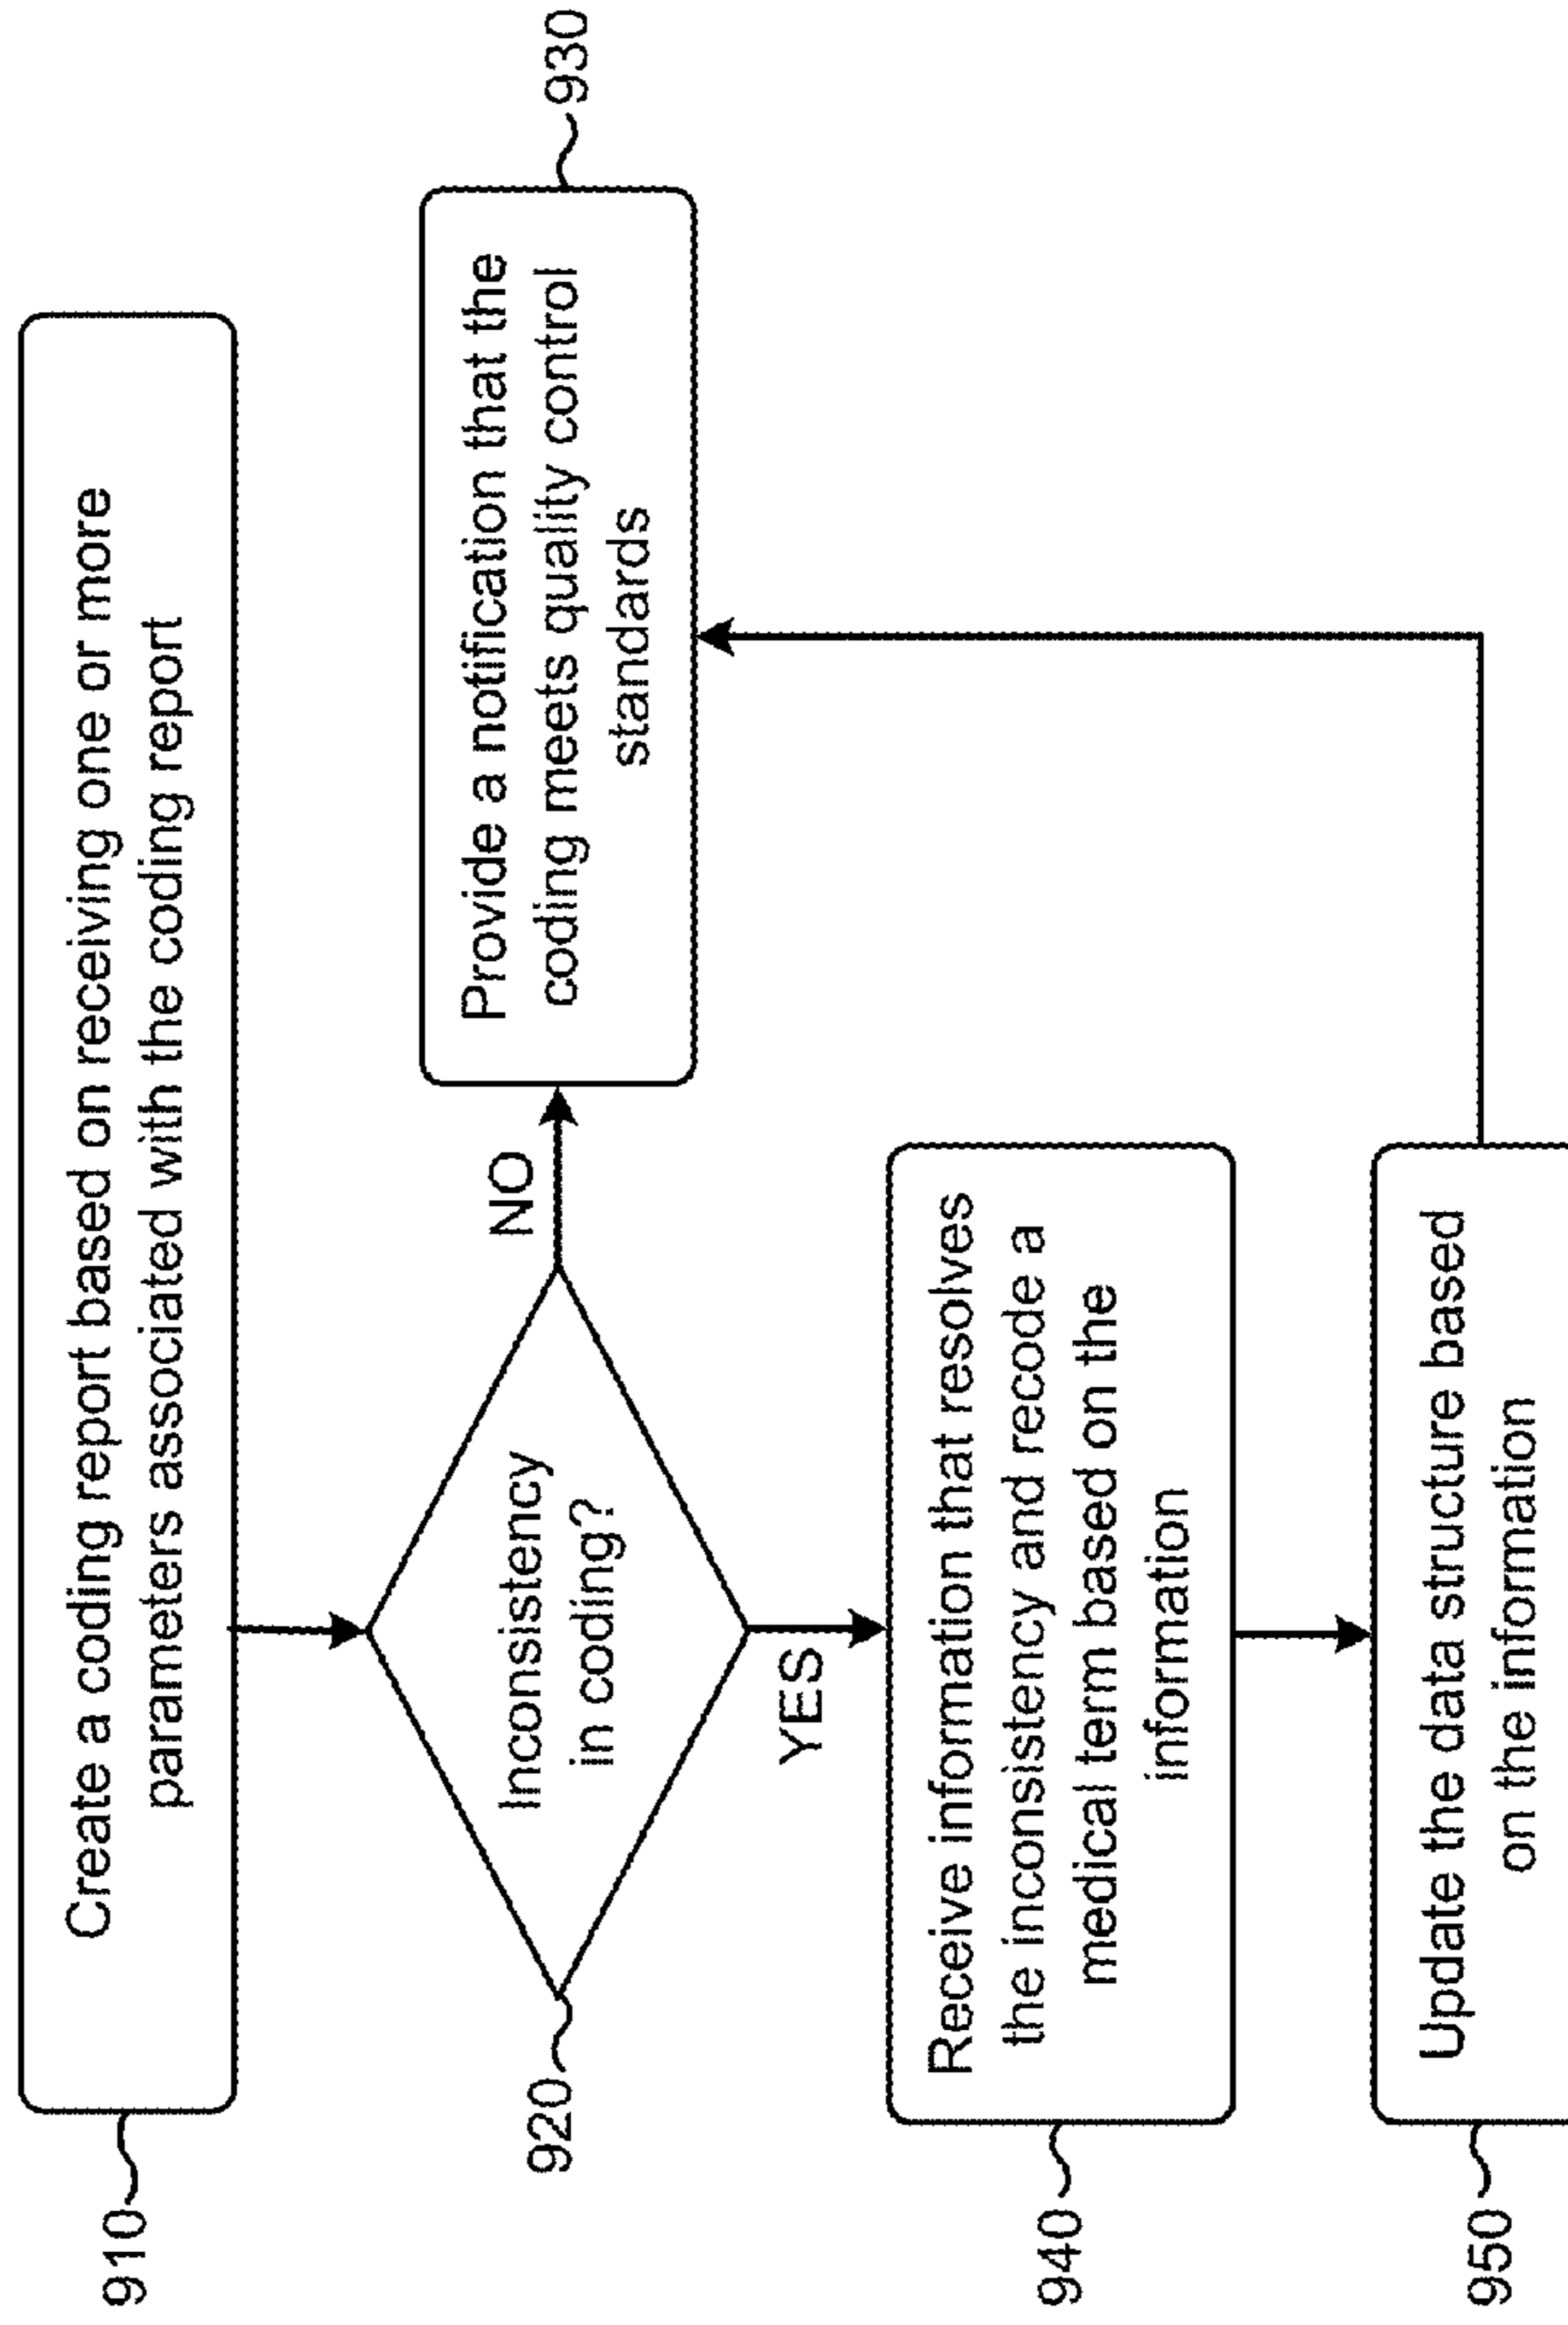 910
Create a coding report based on receiving one or more
parameters associated with the coding report
920
Inconsistency
in coding?
NO
930
Provide a notification that the
coding meets quality control
standards
YES
940
Receive information that resolves
the inconsistency and recode a
medical term based on the
information
950
Update the data structure based
on the information